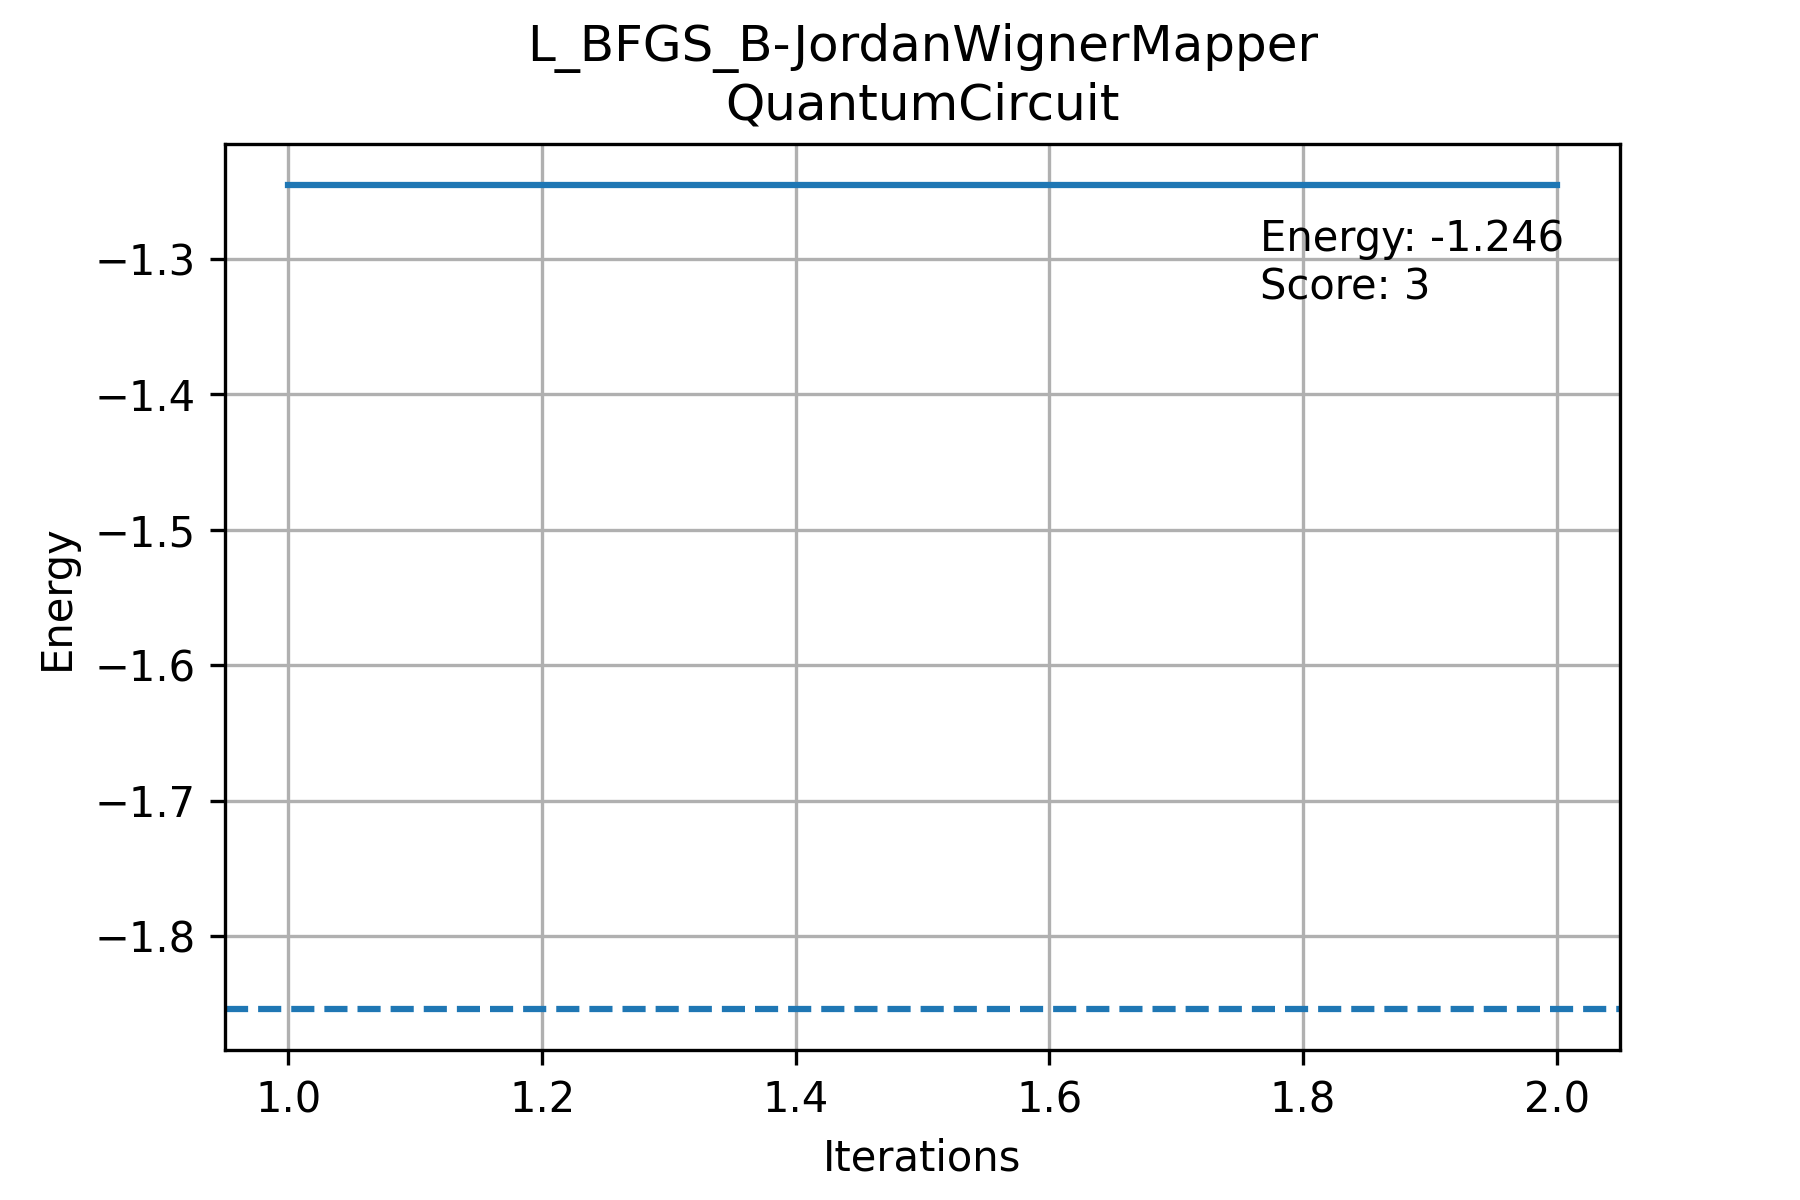 L_BFGS_B-JordanWignerMapper
QuantumCircuit
Energy: -1.246
Score: 3
−1.3
−1.4
−1.5
−1.6
−1.7
−1.8
Energy
1.0 1.2 1.4 1.6 1.8 2.0
Iterations